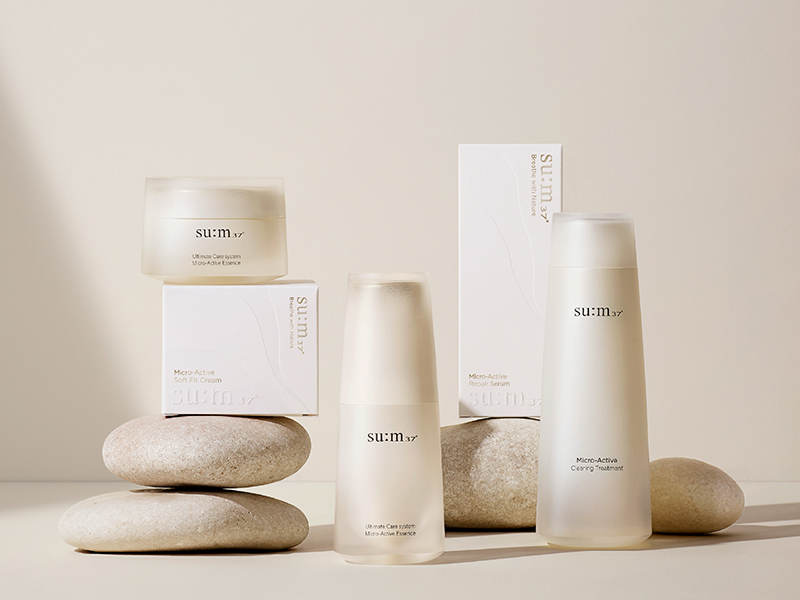 su:m37°
Ultimate Care system
Micro-Active Essence
su:m37°
Breathe with Nature
Micro-Active
Soft Fit Cream
su:m37°
su:m37°
Ultimate Care system
Micro-Active Essence
su:m37°
Breathe with Nature
Micro-Active
Repair Serum
su:m37°
su:m37°
Micro-Active
Clearing Treatment